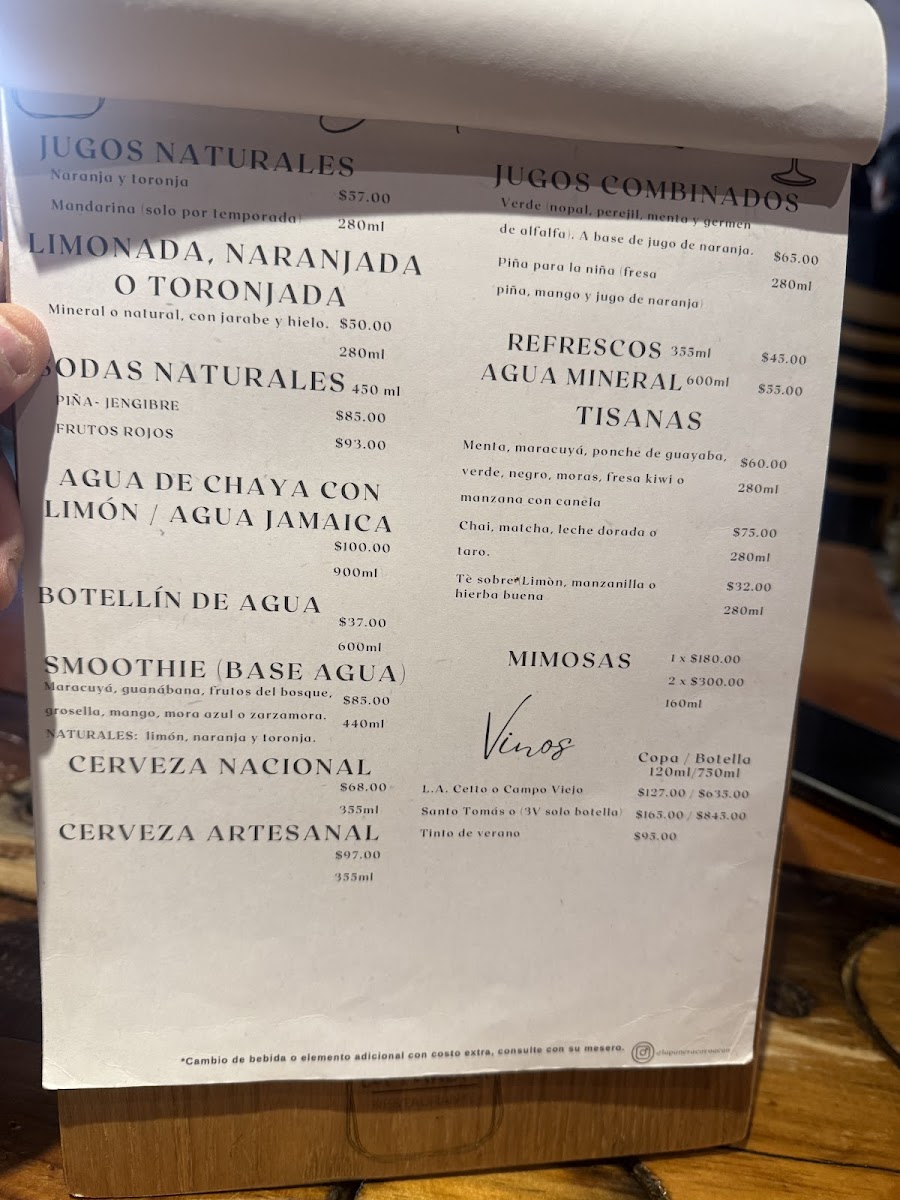 JUGOS NATURALES
Naranja y toronja
$57.00
Mandarina (solo por temporada)
280ml
LIMONADA, NARANJADA
O TORONJADA
Mineral o natural, con jarabe y hielo. $50.00
280ml
SODAS NATURALES 450 ml
PIÑA- JENGIBRE
$85.00
FRUTOS ROJOS
$93.00
AGUA DE CHAYA CON
LIMÓN / AGUA JAMAICA
$100.00
900ml
BOTELLÍN DE AGUA
$37.00
600ml
SMOOTHIE (BASE AGUA)
Maracuyá, guanábana, frutos del bosque, $85.00
grosella, mango, mora azul o zarzamora. 440ml
NATURALES: limón, naranja y toronja.
CERVEZA NACIONAL
$68.00
355ml
CERVEZA ARTESANAL
$97.00
355ml
JUGOS COMBINADOS
Verde (nopal, perejil, menta y germen
de alfalfa). A base de jugo de naranja. $65.00
Piña para la niña (fresa 280ml
piña, mango y jugo de naranja)
REFRESCOS 355ml $45.00
AGUA MINERAL 600ml $55.00
TISANAS
Menta, maracuyá, ponche de guayaba, $60.00
verde, negro, moras, fresa kiwi o 280ml
manzana con canela
Chai, matcha, leche dorada o $75.00
taro. 280ml
Tè sobre: Limòn, manzanilla o $32.00
hierba buena 280ml
MIMOSAS 1 x $180.00
2 x $300.00
160ml
Vinos
Copa / Botella
120ml/750ml
L.A. Cetto o Campo Viejo $127.00 / $635.00
Santo Tomás o (3V solo botella) $165.00 / $845.00
Tinto de verano $95.00
*Cambio de bebida o elemento adicional con costo extra, consulte con su mesero.